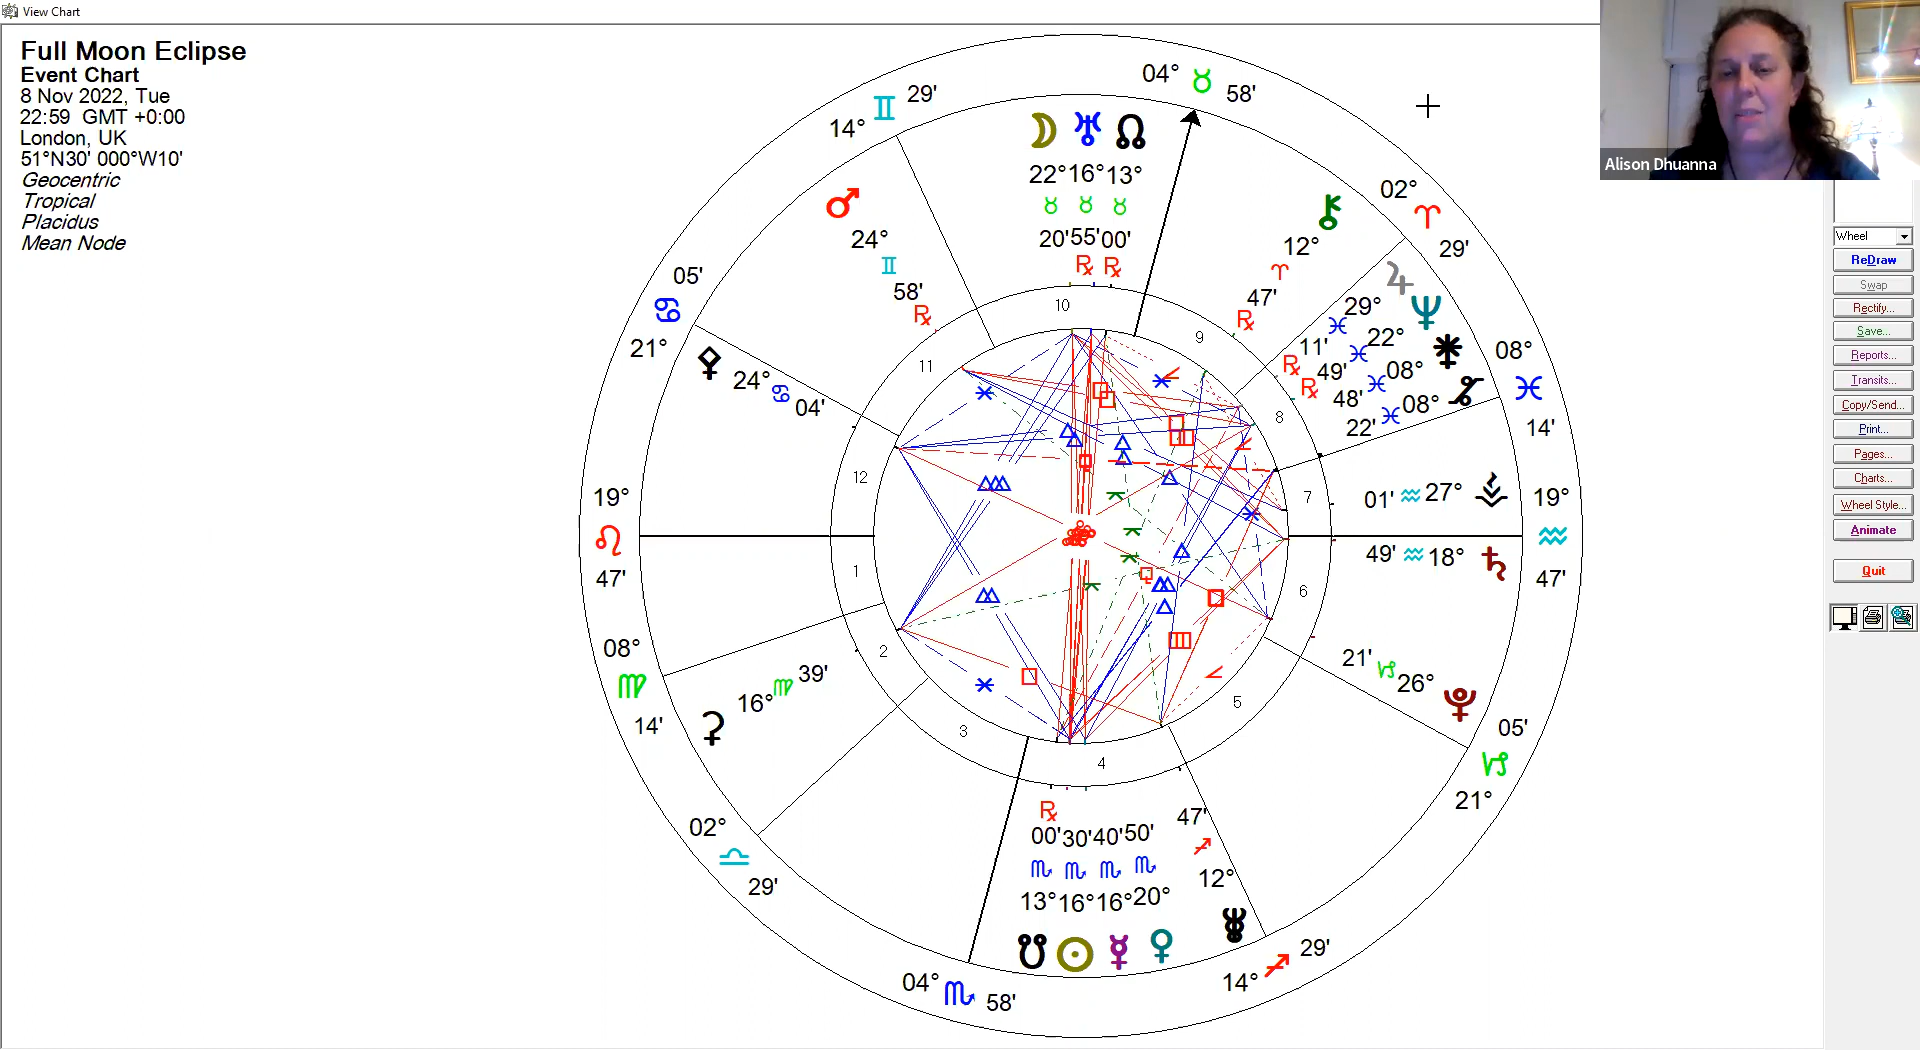 View Chart
Full Moon Eclipse
Event Chart
8 Nov 2022, Tue
22:59 GMT +0:00
London, UK
51°N30' 000°W10'
Geocentric
Tropical
Placidus
Mean Node
04° ♉ 58'
14° ♊ 29'
☽ ♅ ☊
22° 16° 13°
♉ ♉ ♉
20' 55' 00'
℞ ℞
♂
24°
♊
58'
℞
05'
♋
21°
⚴ 24° ♋ 04'
⚷
12°
♈
47'
℞
02°
♈
29'
♃ 29° ♓ 11' ℞
♆ 22° ♓ 49' ℞
⚵ 08° ♓ 48'
08° ♓ 22'
08°
♓
14'
01' ♒ 27°
19°
♒
47'
49' ♒ 18° ♄
19°
♌
47'
08°
♍
14'
⚳ 16° ♍ 39'
21' ♑ 26° ♇
05'
♑
21°
02°
♎
29'
℞
00' 30' 40' 50'
♏ ♏ ♏ ♏
13° 16° 16° 20°
☋ ☉ ☿ ♀
47'
♐
12°
04° ♏ 58'
14° ♐ 29'
1
2
3
4
5
6
7
8
9
10
11
12
Alison Dhuanna
Wheel
ReDraw
Swap
Rectify...
Save...
Reports...
Transits...
Copy/Send...
Print...
Pages...
Charts...
Wheel Style...
Animate
Quit